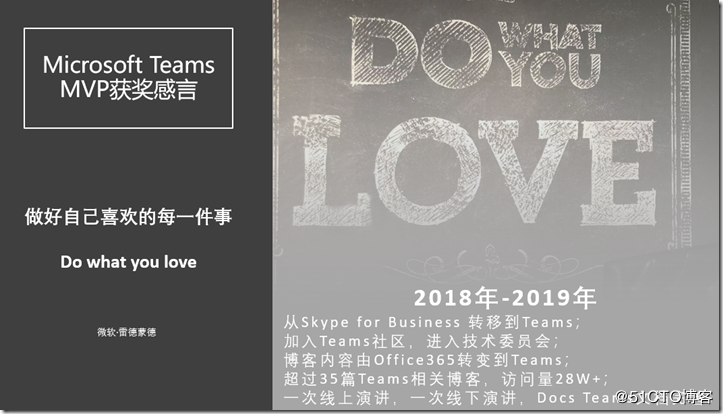 Microsoft Teams
MVP获奖感言
做好自己喜欢的每一件事
Do what you love
微软·雷德蒙德
DO WHAT
YOU
LOVE
2018年-2019年
从Skype for Business 转移到Teams；
加入Teams社区，进入技术委员会；
博客内容由Office365转变到Teams；
超过35篇Teams相关博客，访问量28W+；
一次线上演讲，一次线下演讲，Docs Team
@51CTO博客